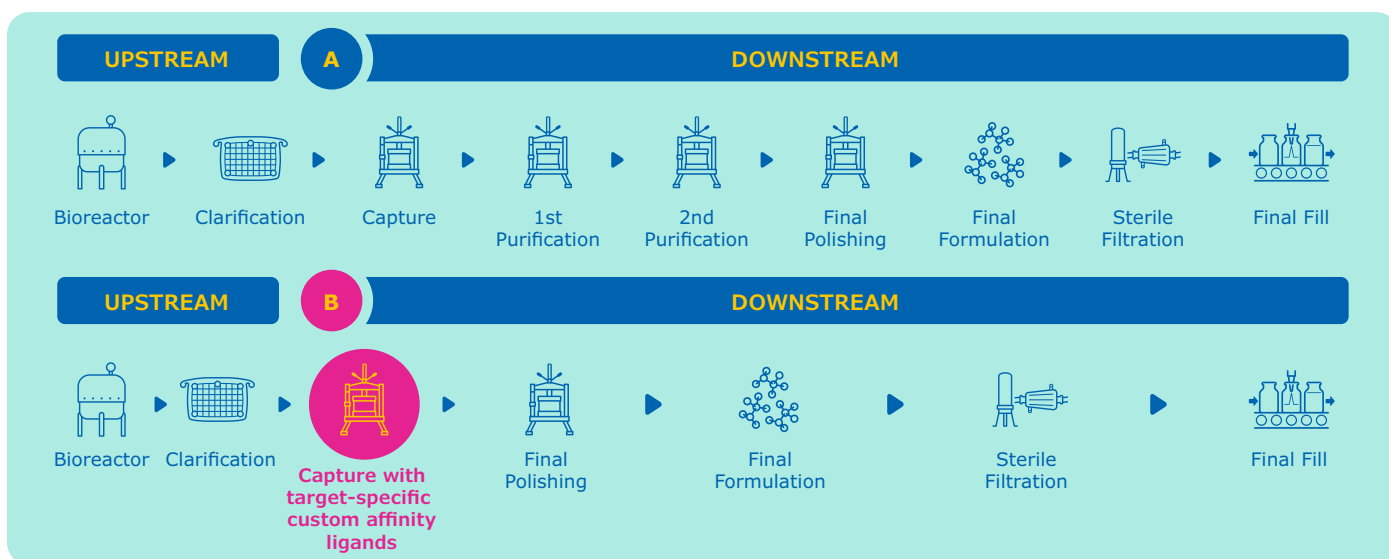 UPSTREAM A DOWNSTREAM
Bioreactor Clarification Capture 1st Purification 2nd Purification Final Polishing Final Formulation Sterile Filtration Final Fill
UPSTREAM B DOWNSTREAM
Bioreactor Clarification Capture with target-specific custom affinity ligands Final Polishing Final Formulation Sterile Filtration Final Fill